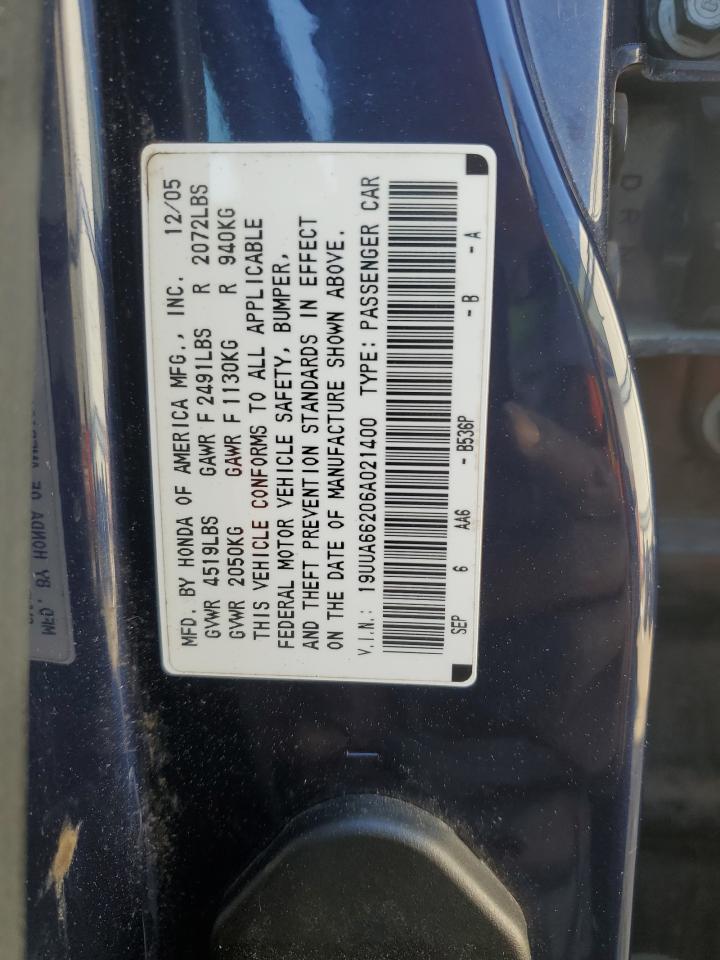 MFD. BY HONDA OF AMERICA MFG., INC. 12/05
GVWR 4519LBS GAWR F 2491LBS R 2072LBS
GVWR 2050KG GAWR F 1130KG R 940KG
THIS VEHICLE CONFORMS TO ALL APPLICABLE
FEDERAL MOTOR VEHICLE SAFETY, BUMPER,
AND THEFT PREVENTION STANDARDS IN EFFECT
ON THE DATE OF MANUFACTURE SHOWN ABOVE.
V.I.N.: 19UUA66206A021400 TYPE: PASSENGER CAR
SEP 6 AA6 - B536P - B - A